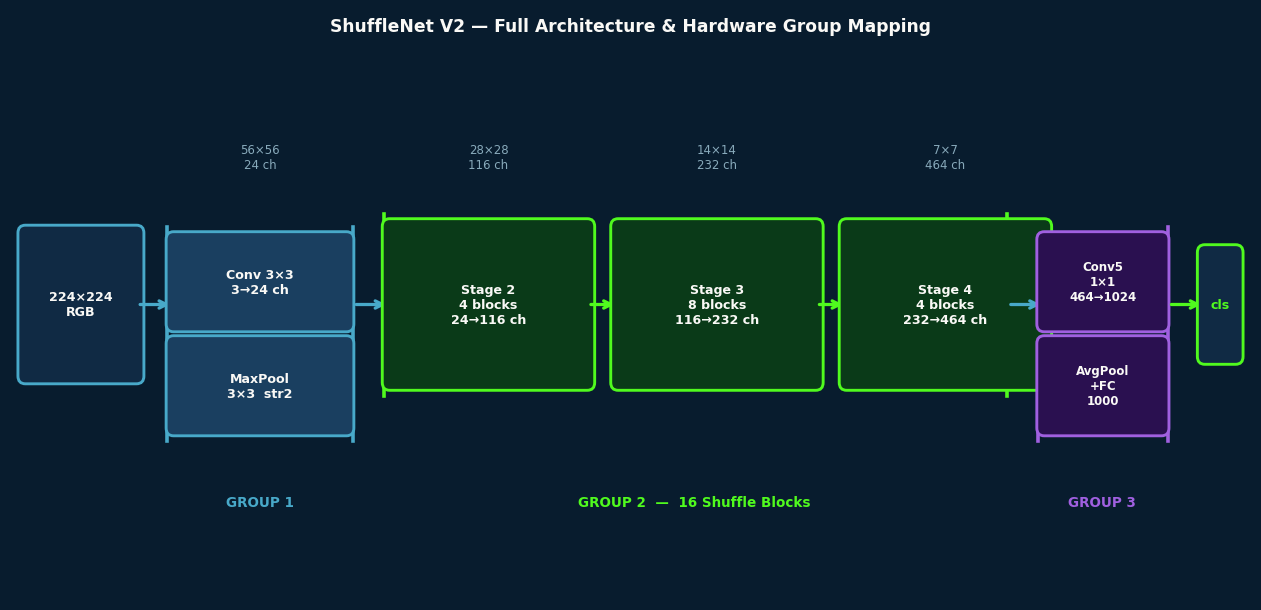 ShuffleNet V2 — Full Architecture & Hardware Group Mapping
56×56
24 ch
28×28
116 ch
14×14
232 ch
7×7
464 ch
224×224
RGB
Conv 3×3
3→24 ch
MaxPool
3×3  str2
Stage 2
4 blocks
24→116 ch
Stage 3
8 blocks
116→232 ch
Stage 4
4 blocks
232→464 ch
Conv5
1×1
464→1024
AvgPool
+FC
1000
cls
GROUP 1
GROUP 2  —  16 Shuffle Blocks
GROUP 3